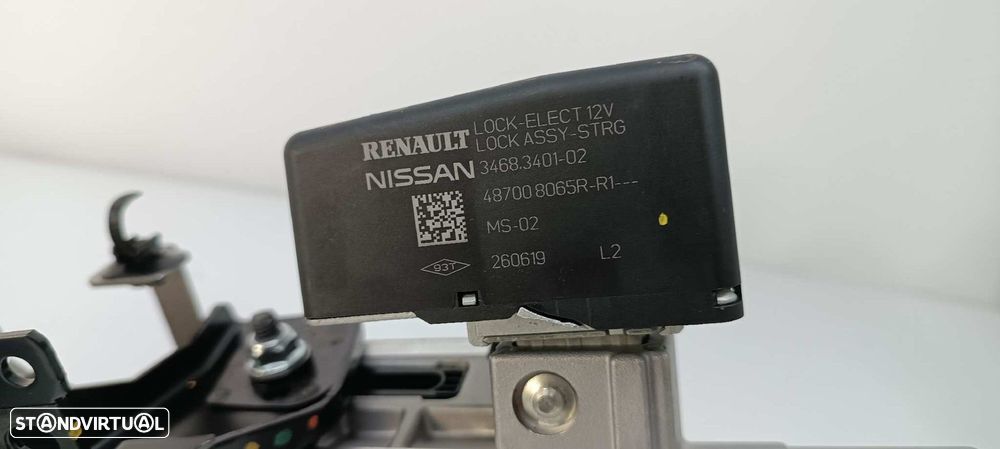 LOCK-ELECT 12V
RENAULT LOCK ASSY-STRG
NISSAN 3468.3401-02
48700 8065R-R1---
MS-02
93T 260619 L2
STANDVIRTUAL